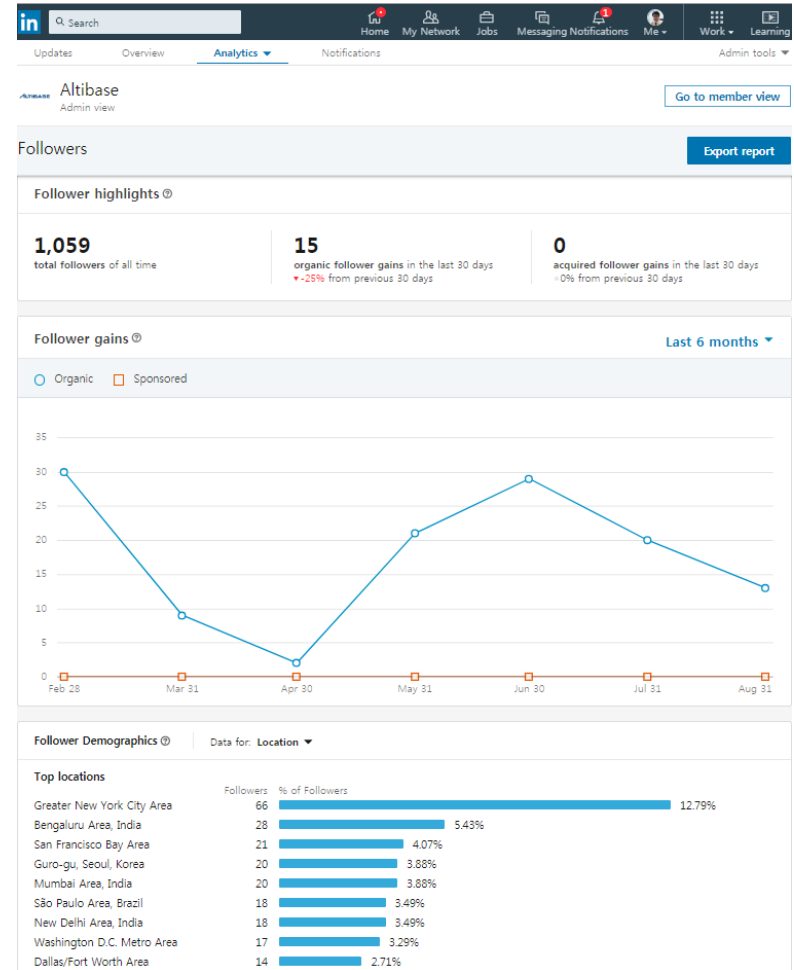 in Search
Home My Network Jobs Messaging Notifications 1 Me Work Learning
Updates Overview Analytics Notifications Admin tools
ALTIBASE Altibase
Admin view
Go to member view
Followers
Export report
Follower highlights
1,059
total followers of all time
15
organic follower gains in the last 30 days
-25% from previous 30 days
0
acquired follower gains in the last 30 days
0% from previous 30 days
Follower gains
Last 6 months
Organic Sponsored
35
30
25
20
15
10
5
0
Feb 28 Mar 31 Apr 30 May 31 Jun 30 Jul 31 Aug 31
Follower Demographics Data for: Location
Top locations
Followers % of Followers
Greater New York City Area 66 12.79%
Bengaluru Area, India 28 5.43%
San Francisco Bay Area 21 4.07%
Guro-gu, Seoul, Korea 20 3.88%
Mumbai Area, India 20 3.88%
São Paulo Area, Brazil 18 3.49%
New Delhi Area, India 18 3.49%
Washington D.C. Metro Area 17 3.29%
Dallas/Fort Worth Area 14 2.71%